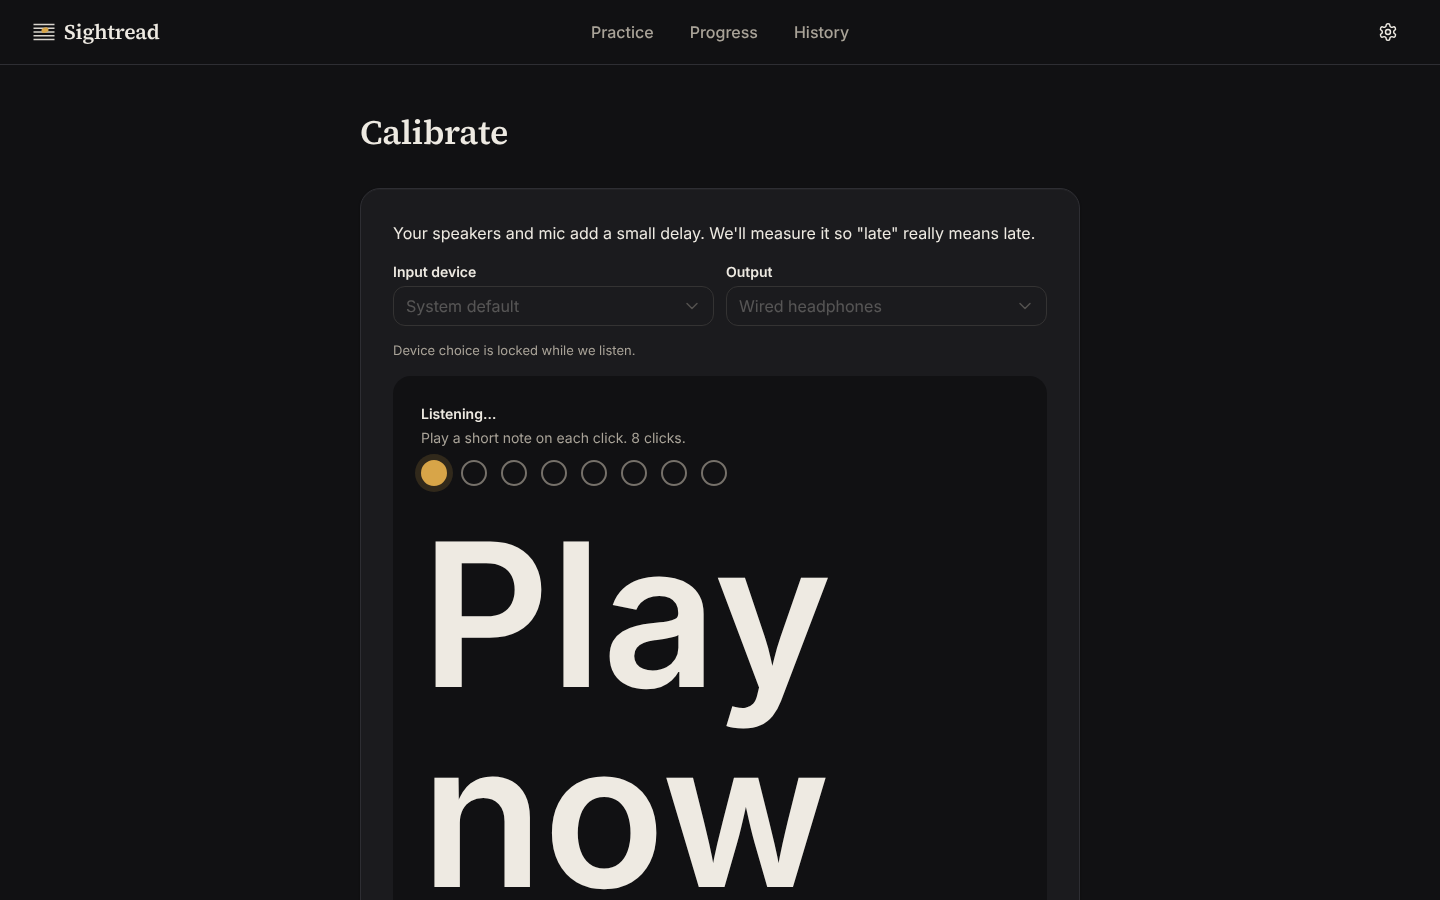 Sightread
Practice
Progress
History
Calibrate
Your speakers and mic add a small delay. We'll measure it so "late" really means late.
Input device
Output
System default
Wired headphones
Device choice is locked while we listen.
Listening...
Play a short note on each click. 8 clicks.
Play
now